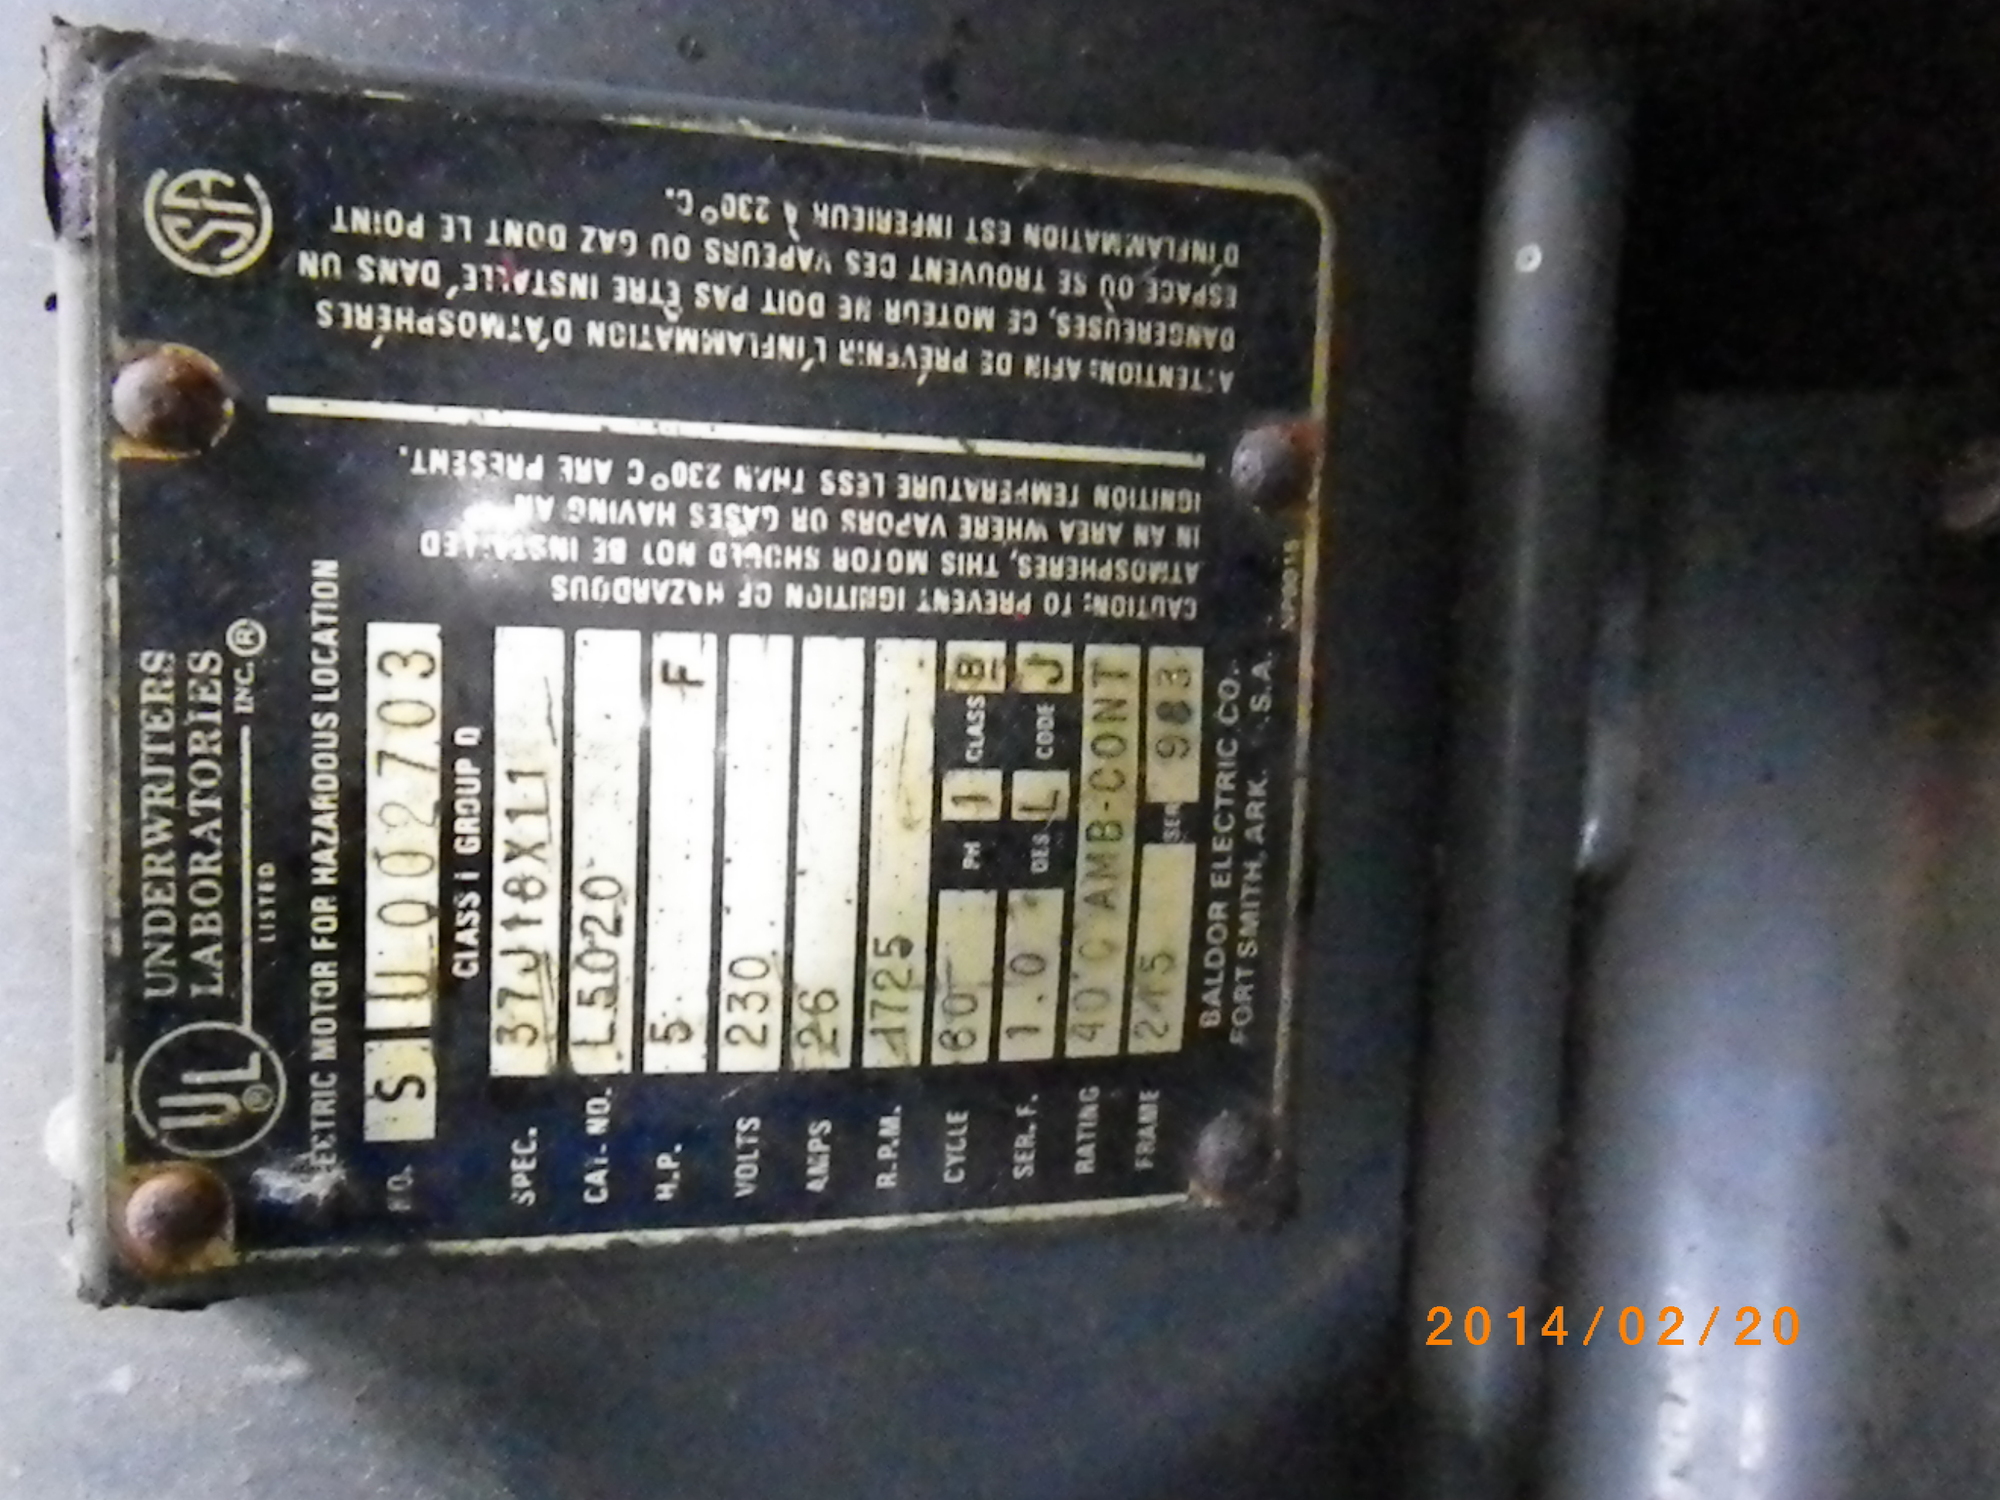 UL®
UNDERWRITERS
LABORATORIES
INC.®
LISTED
ECTRIC MOTOR FOR HAZARDOUS LOCATION
NO. S U 002703
CLASS I GROUP D
SPEC. 37J18X11
CAT. NO. L5020
H.P. 5 F
VOLTS 230
AMPS 26
R.P.M. 1725
CYCLE 60 PH 1 CLASS B
SER. F. 1.0 DES L CODE J
RATING 40°C AMB-CONT
FRAME 215 SER 983
BALDOR ELECTRIC CO.
FORT SMITH, ARK. U.S.A.
NP0015
CAUTION: TO PREVENT IGNITION OF HAZARDOUS
ATMOSPHERES, THIS MOTOR SHOULD NOT BE INSTALLED
IN AN AREA WHERE VAPORS OR GASES HAVING AN
IGNITION TEMPERATURE LESS THAN 230°C ARE PRESENT.
ATTENTION: AFIN DE PRÉVENIR L'INFLAMMATION D'ATMOSPHÉRES
DANGEREUSES, CE MOTEUR NE DOIT PAS ÊTRE INSTALLÉ DANS UN
ESPACE OÙ SE TROUVENT DES VAPEURS OU GAZ DONT LE POINT
D'INFLAMMATION EST INFERIEUR À 230°C.
SA
2014/02/20